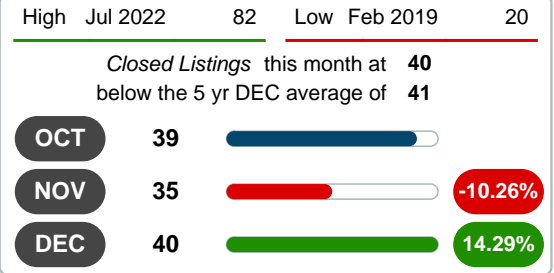 High Jul 2022 82 Low Feb 2019 20
Closed Listings this month at 40
below the 5 yr DEC average of 41
OCT 39
NOV 35 -10.26%
DEC 40 14.29%